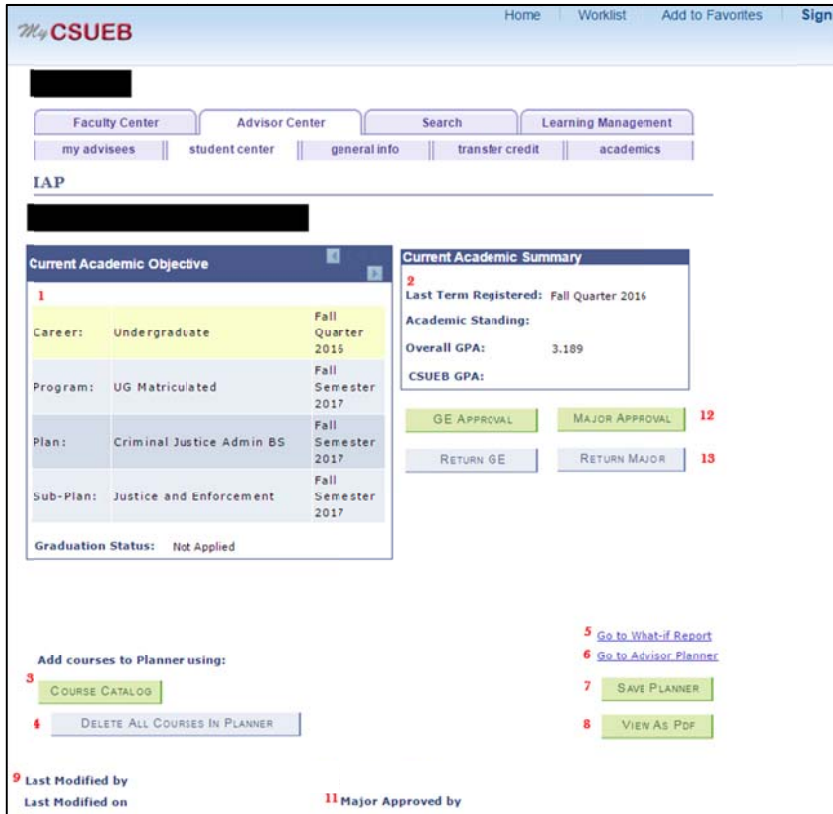 Home Worklist Add to Favorites Sign
My CSUEB
Faculty Center Advisor Center Search Learning Management
my advisees student center general info transfer credit academics
IAP
Current Academic Objective
1
Career: Undergraduate Fall Quarter 2016
Program: UG Matriculated Fall Semester 2017
Plan: Criminal Justice Admin BS Fall Semester 2017
Sub-Plan: Justice and Enforcement Fall Semester 2017
Graduation Status: Not Applied
Current Academic Summary
2
Last Term Registered: Fall Quarter 2016
Academic Standing:
Overall GPA: 3.189
CSUEB GPA:
GE APPROVAL MAJOR APPROVAL 12
RETURN GE RETURN MAJOR 13
5 Go to What-if Report
6 Go to Advisor Planner
Add courses to Planner using:
3 COURSE CATALOG
7 SAVE PLANNER
4 DELETE ALL COURSES IN PLANNER
8 VIEW AS PDF
9 Last Modified by
Last Modified on 11 Major Approved by